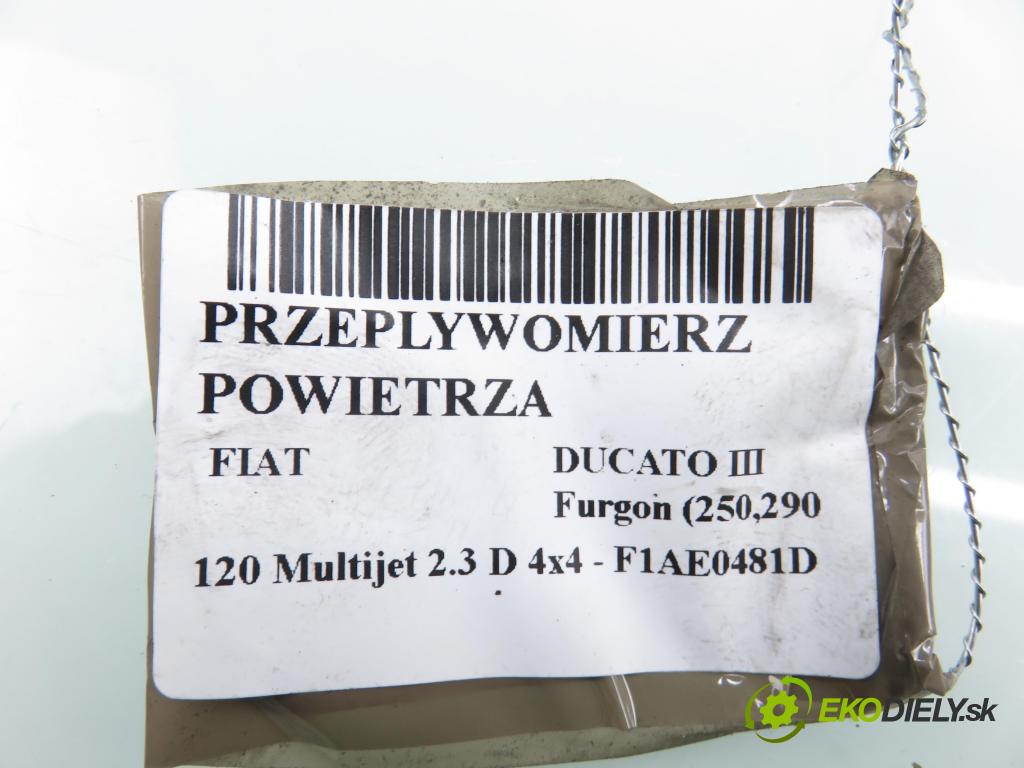 PRZEPLYWOMIERZ
POWIETRZA
FIAT DUCATO III
Furgon (250,290
120 Multijet 2.3 D 4x4 - F1AE0481D
EKODIELY.sk